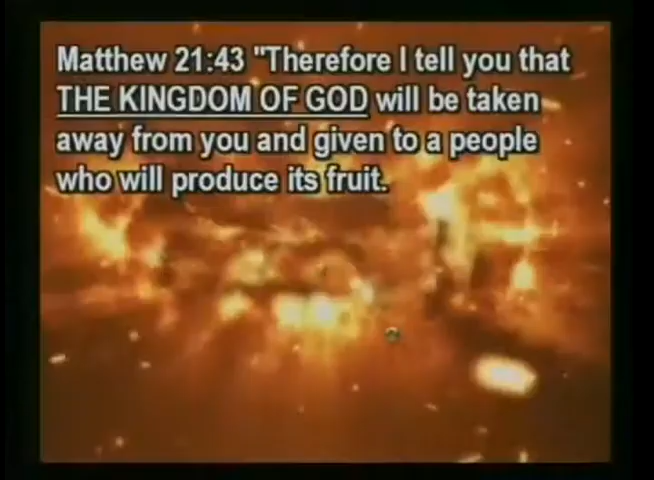 Matthew 21:43 "Therefore I tell you that
THE KINGDOM OF GOD will be taken
away from you and given to a people
who will produce its fruit.